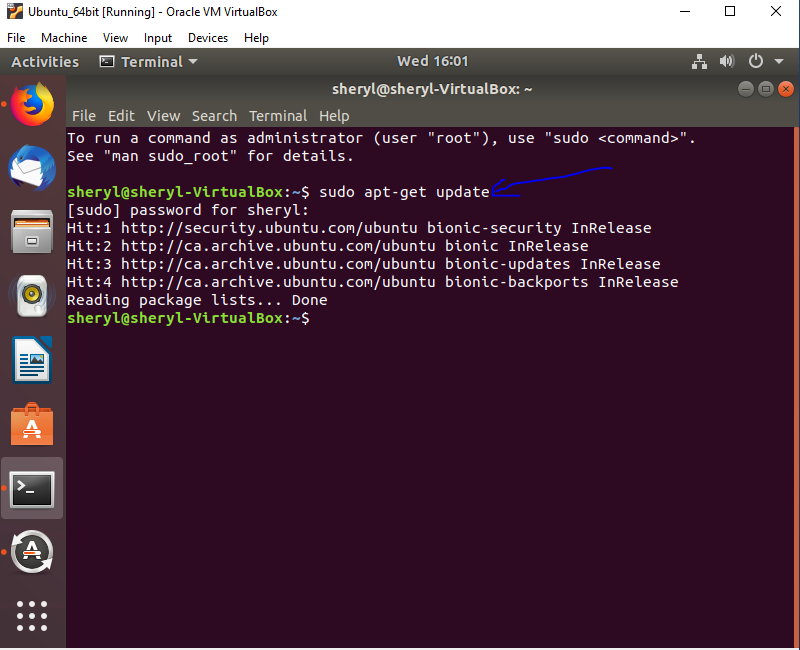 Ubuntu_64bit [Running] - Oracle VM VirtualBox
File Machine View Input Devices Help
Activities Terminal Wed 16:01
sheryl@sheryl-VirtualBox: ~
File Edit View Search Terminal Help
To run a command as administrator (user "root"), use "sudo <command>".
See "man sudo_root" for details.
sheryl@sheryl-VirtualBox:~$ sudo apt-get update
[sudo] password for sheryl:
Hit:1 http://security.ubuntu.com/ubuntu bionic-security InRelease
Hit:2 http://ca.archive.ubuntu.com/ubuntu bionic InRelease
Hit:3 http://ca.archive.ubuntu.com/ubuntu bionic-updates InRelease
Hit:4 http://ca.archive.ubuntu.com/ubuntu bionic-backports InRelease
Reading package lists... Done
sheryl@sheryl-VirtualBox:~$